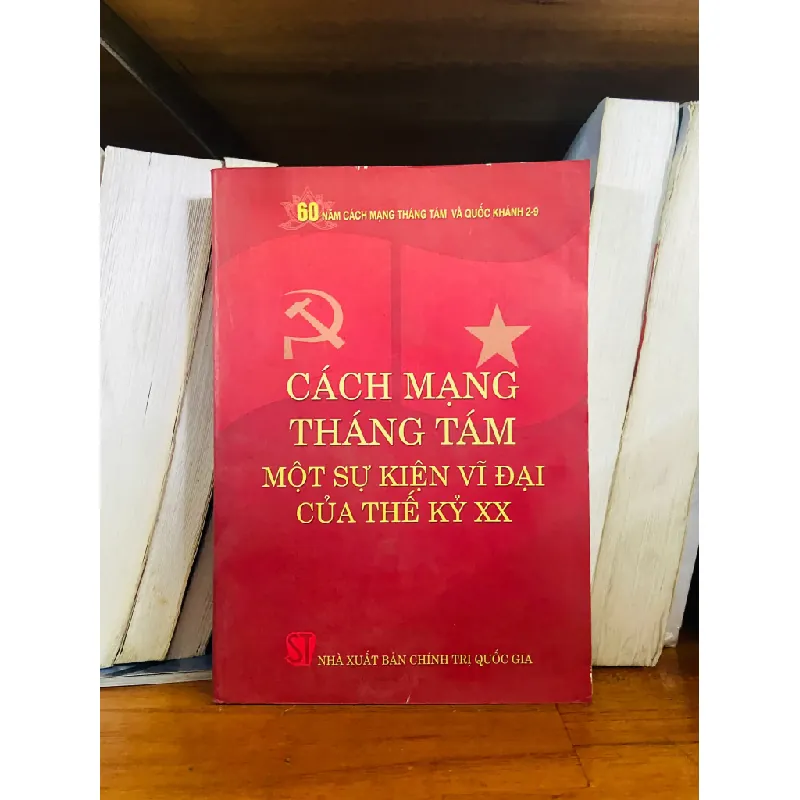 60 NĂM CÁCH MẠNG THÁNG TÁM VÀ QUỐC KHÁNH 2-9
CÁCH MẠNG
THÁNG TÁM
MỘT SỰ KIỆN VĨ ĐẠI
CỦA THẾ KỶ XX
ST NHÀ XUẤT BẢN CHÍNH TRỊ QUỐC GIA